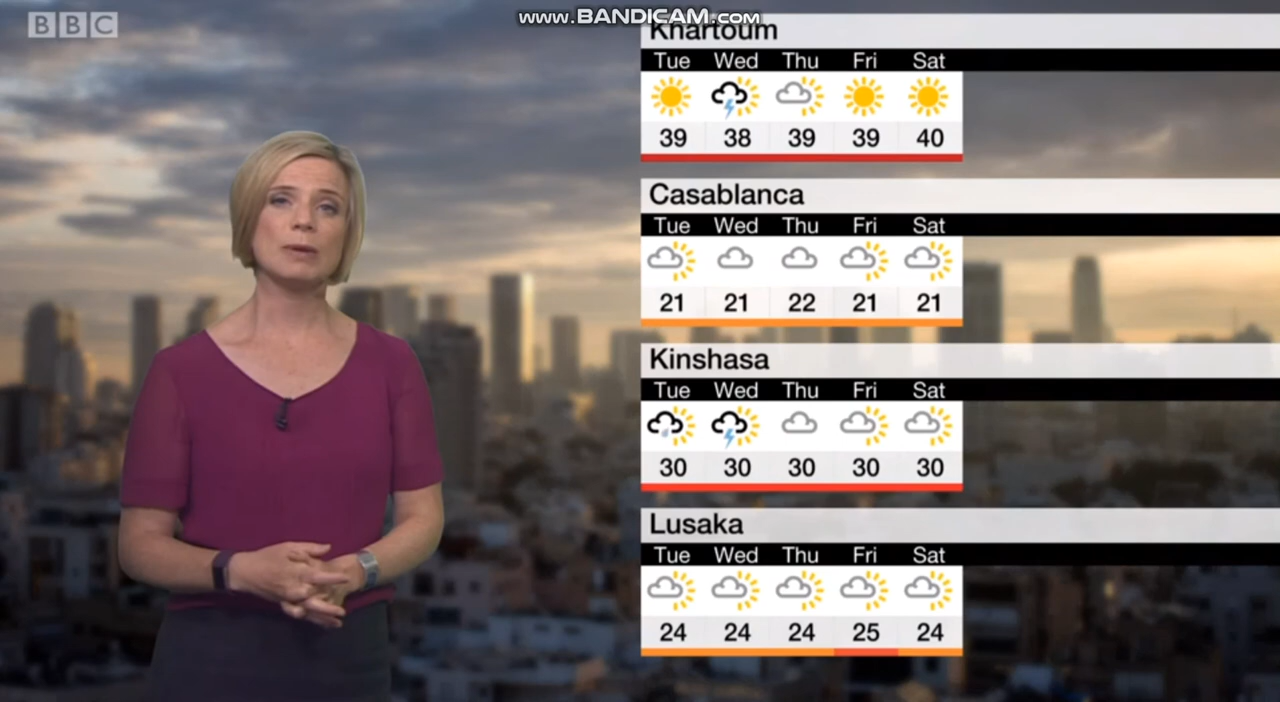 BBC
www.BANDICAM.com
Khartoum
Tue Wed Thu Fri Sat
39 38 39 39 40
Casablanca
Tue Wed Thu Fri Sat
21 21 22 21 21
Kinshasa
Tue Wed Thu Fri Sat
30 30 30 30 30
Lusaka
Tue Wed Thu Fri Sat
24 24 24 25 24